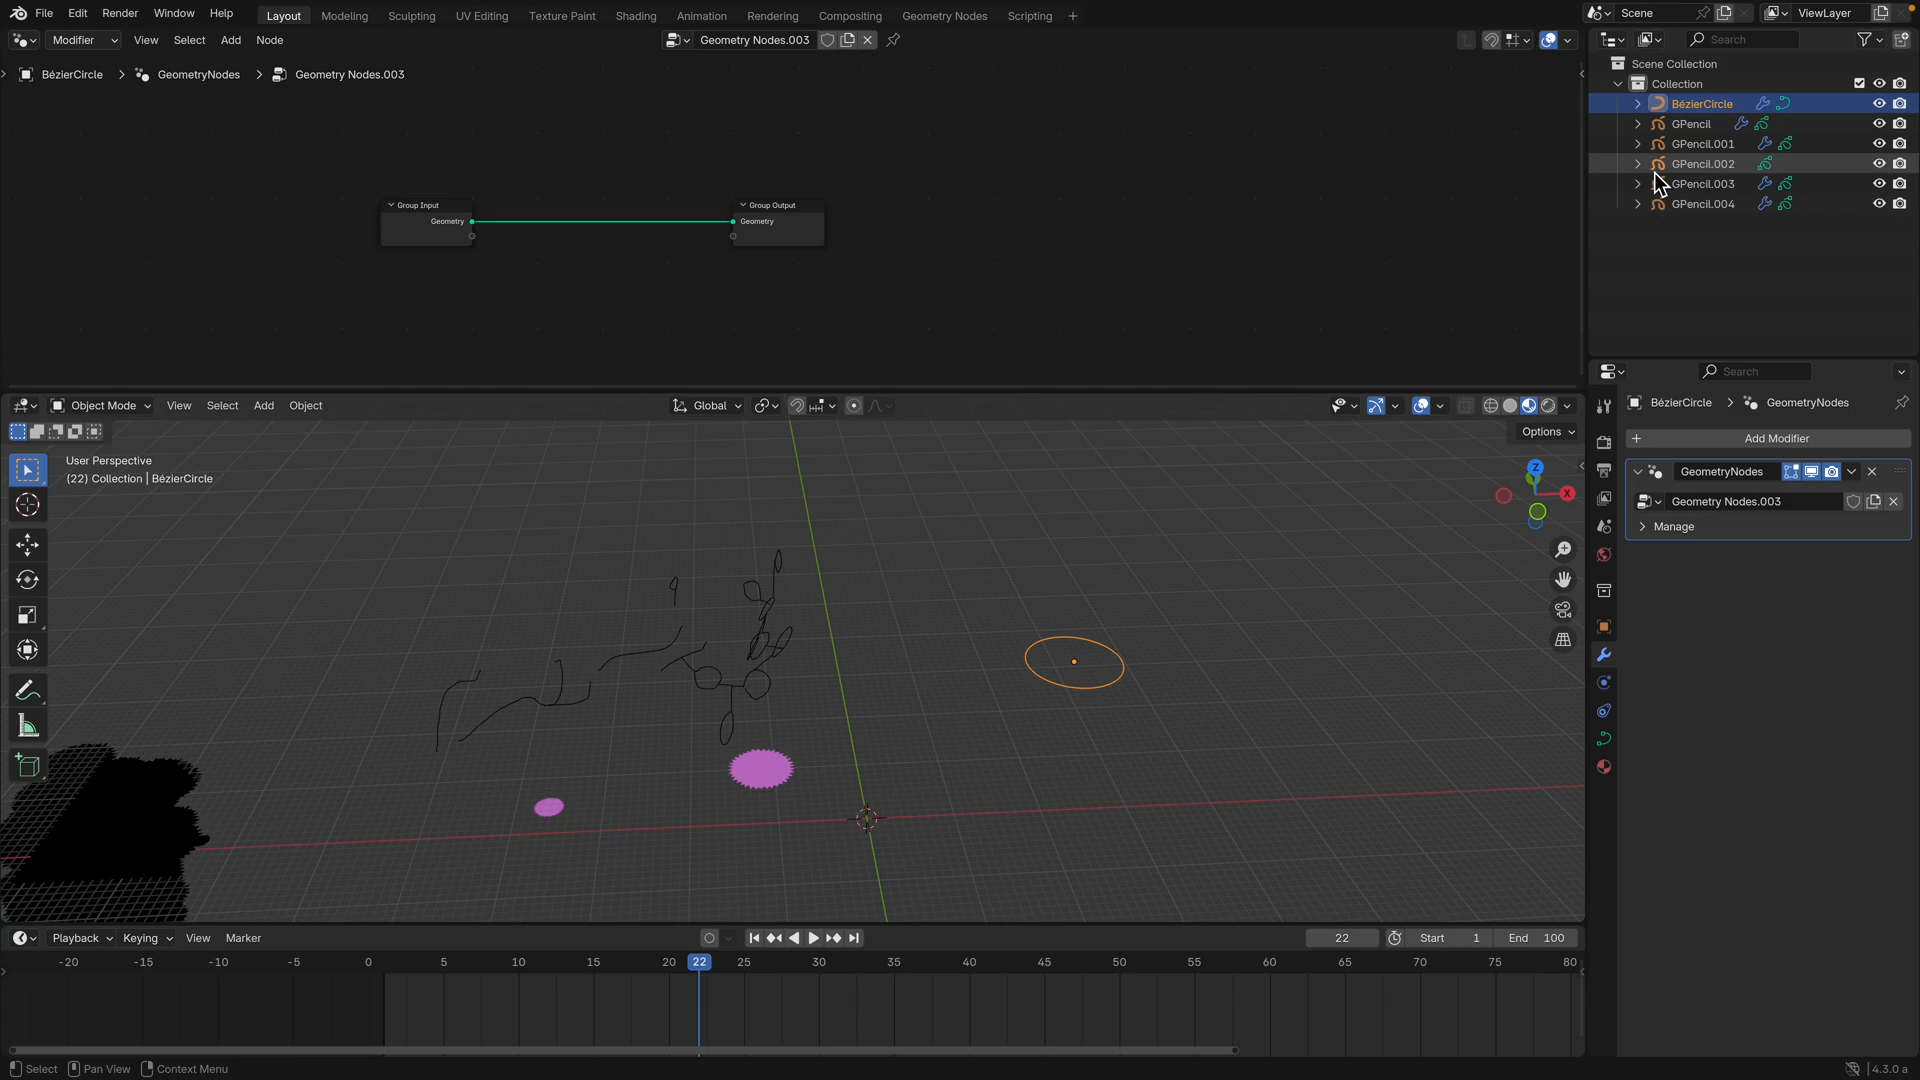 File Edit Render Window Help Layout Modeling Sculpting UV Editing Texture Paint Shading Animation Rendering Compositing Geometry Nodes Scripting Scene ViewLayer
Modifier View Select Add Node Geometry Nodes.003 Search
BézierCircle GeometryNodes Geometry Nodes.003
Scene Collection
Collection
BézierCircle
GPencil
GPencil.001
GPencil.002
GPencil.003
GPencil.004
Group Input
Geometry
Group Output
Geometry
Search
BézierCircle GeometryNodes
Add Modifier
GeometryNodes
Geometry Nodes.003
Manage
Object Mode View Select Add Object Global
Options
User Perspective
(22) Collection | BézierCircle
Z
X
Playback Keying View Marker 22 Start 1 End 100
-20 -15 -10 -5 0 5 10 15 20 22 25 30 35 40 45 50 55 60 65 70 75 80
Select Pan View Context Menu 4.3.0 a